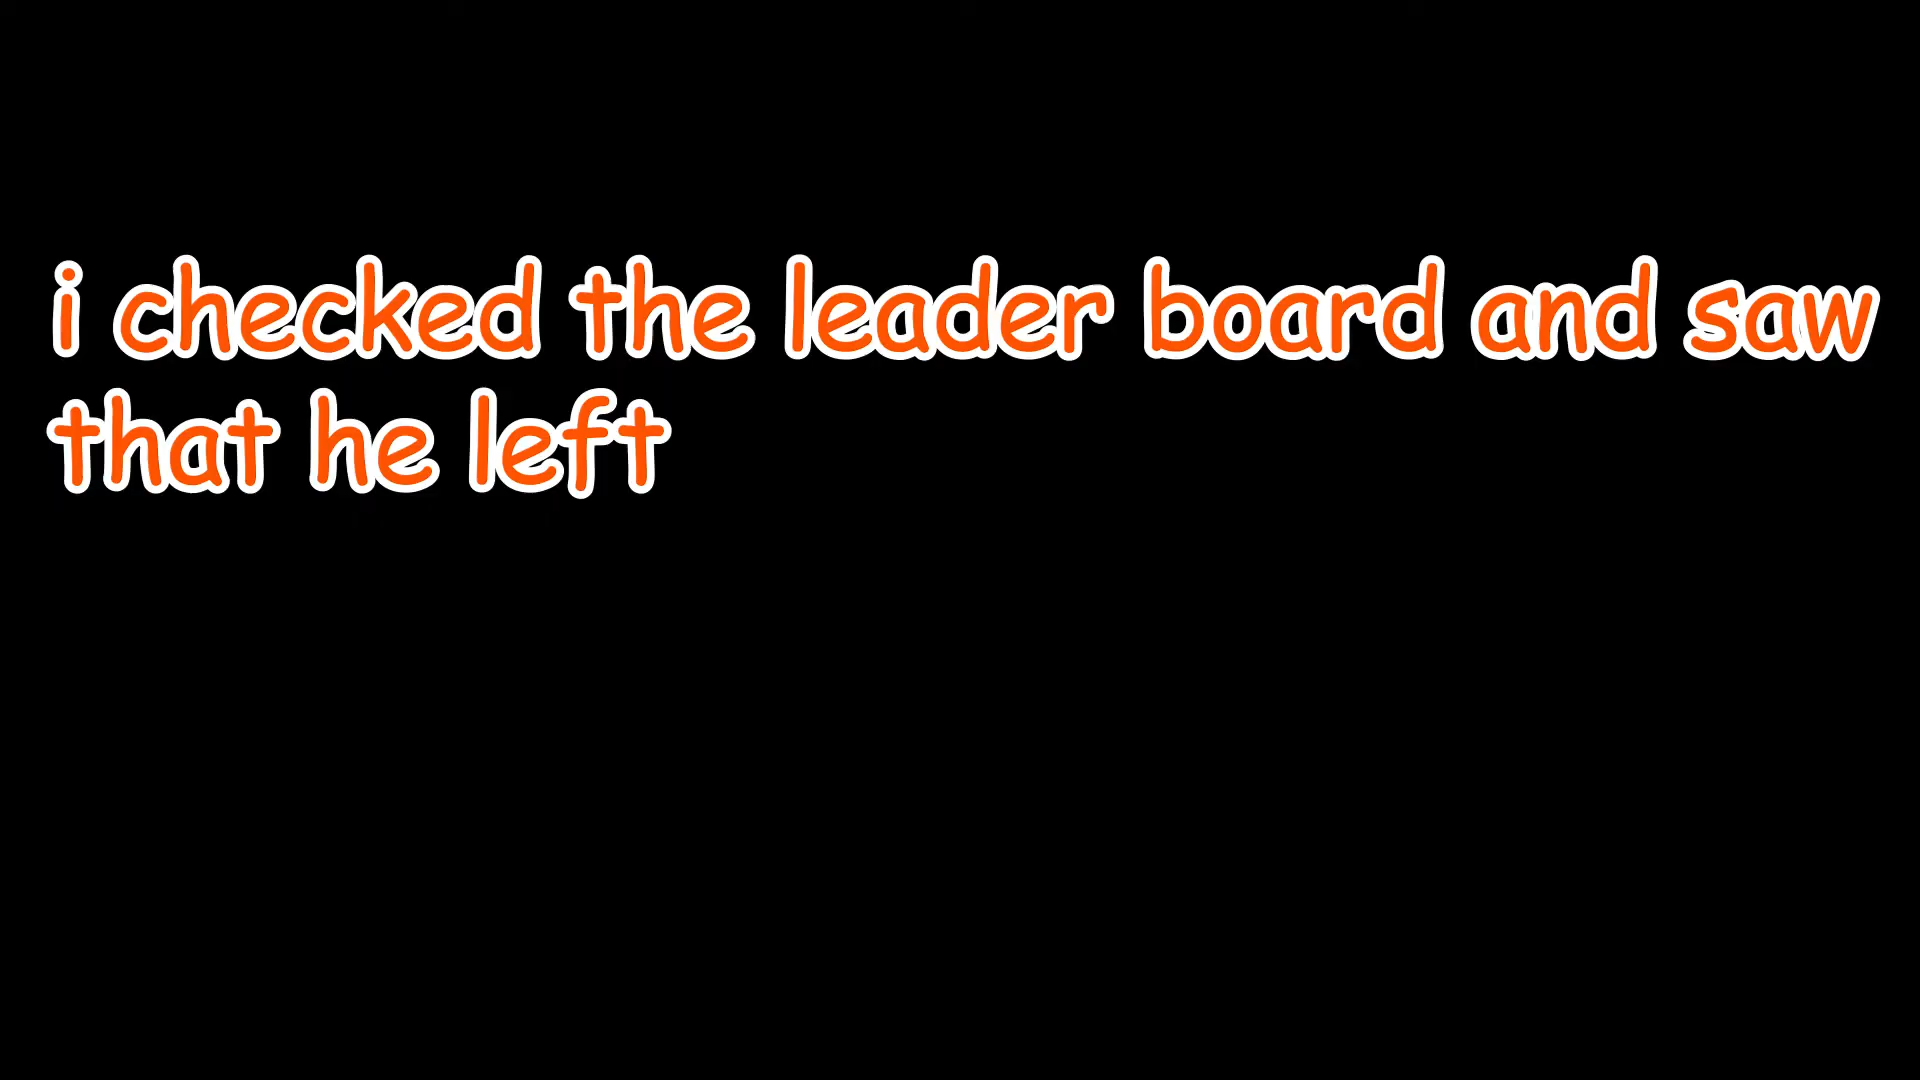 i checked the leader board and saw
that he left